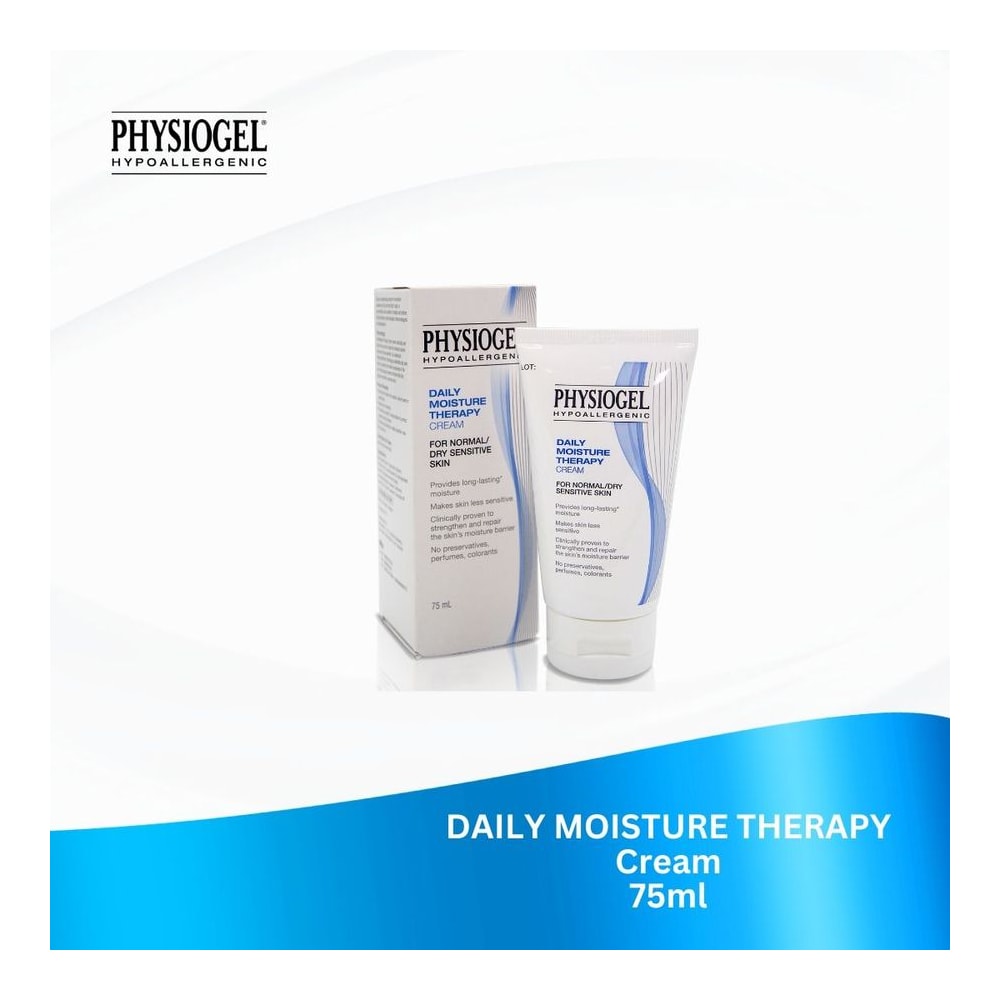 PHYSIOGEL®
HYPOALLERGENIC
PHYSIOGE
HYPOALLERGENI
DAILY
MOISTURE
THERAPY
CREAM
FOR NORMAL/
DRY SENSITIVE
SKIN
Provides long-lasting*
moisture
Makes skin less sensitive
Clinically proven to
strengthen and repair
the skin's moisture barrier
No preservatives,
perfumes, colorants
75 mL
LOT:
PHYSIOGEL
HYPOALLERGENIC
DAILY
MOISTURE
THERAPY
CREAM
FOR NORMAL/DRY
SENSITIVE SKIN
Provides long-lasting*
moisture
Makes skin less
sensitive
Clinically proven to
strengthen and repair
the skin's moisture barrier
No preservatives,
perfumes, colorants
DAILY MOISTURE THERAPY
Cream
75ml